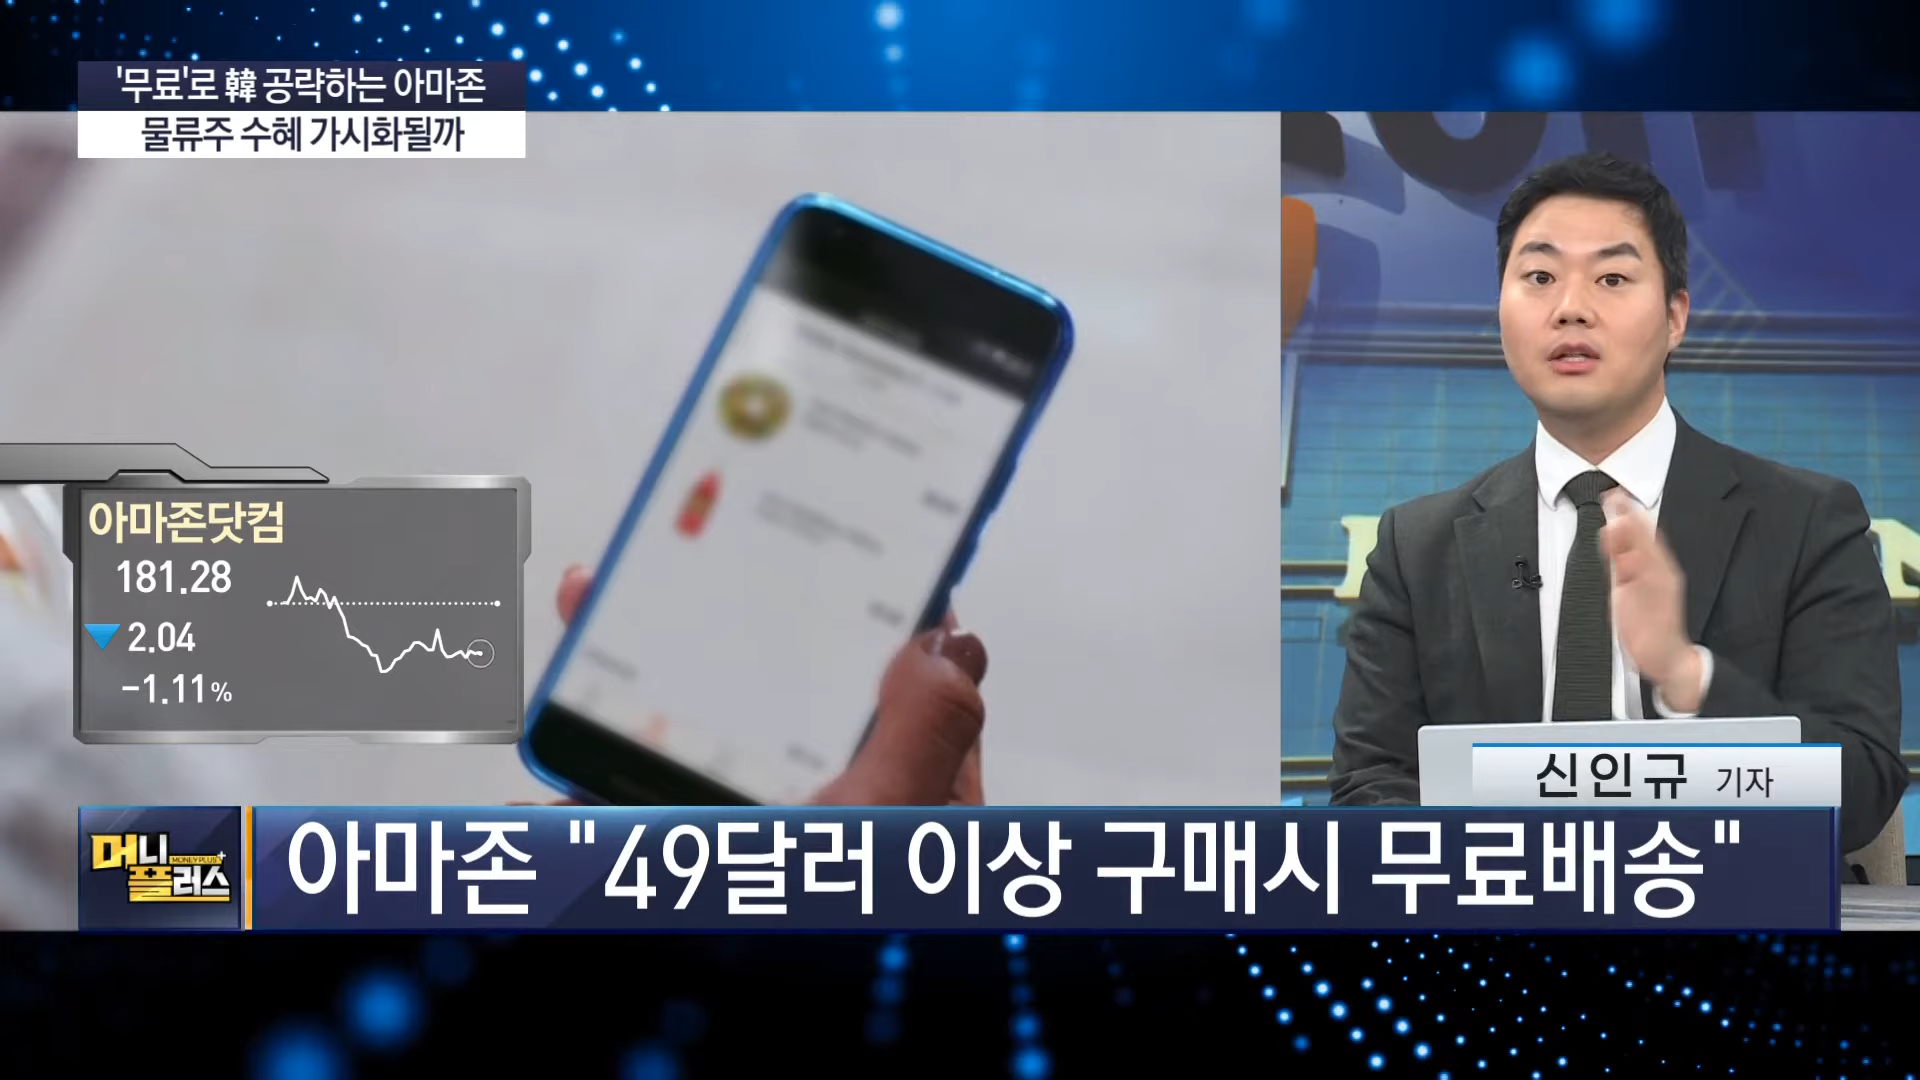 '무료'로 韓 공략하는 아마존
물류주 수혜 가시화될까
아마존닷컴
181.28
▼ 2.04
-1.11%
신인규 기자
머니
MONEY PLUS+
플러스
아마존 "49달러 이상 구매시 무료배송"